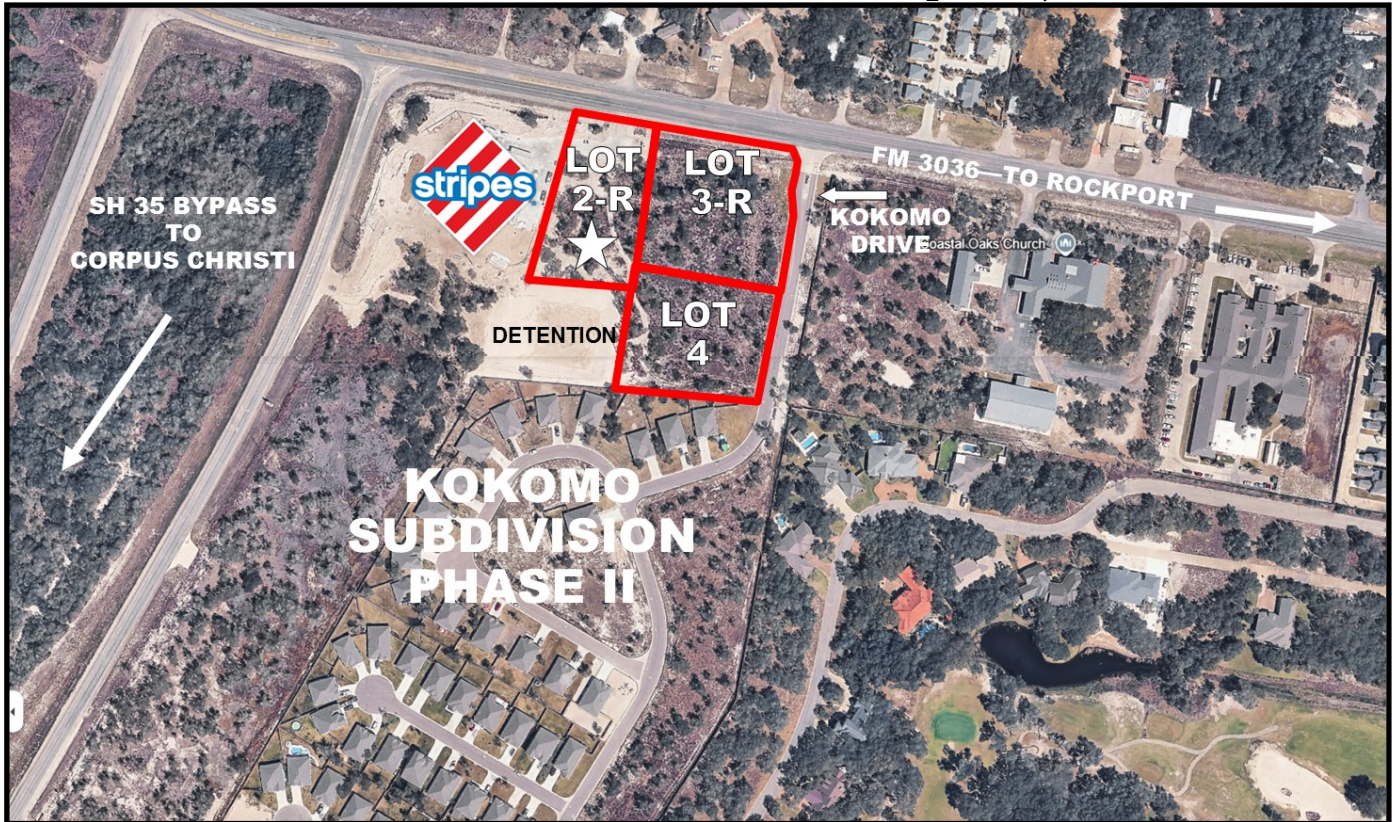 LOT
2-R
LOT
3-R
LOT
4
stripes
FM 3036—TO ROCKPORT
KOKOMO
DRIVE
Coastal Oaks Church
SH 35 BYPASS
TO
CORPUS CHRISTI
DETENTION
KOKOMO
SUBDIVISION
PHASE II